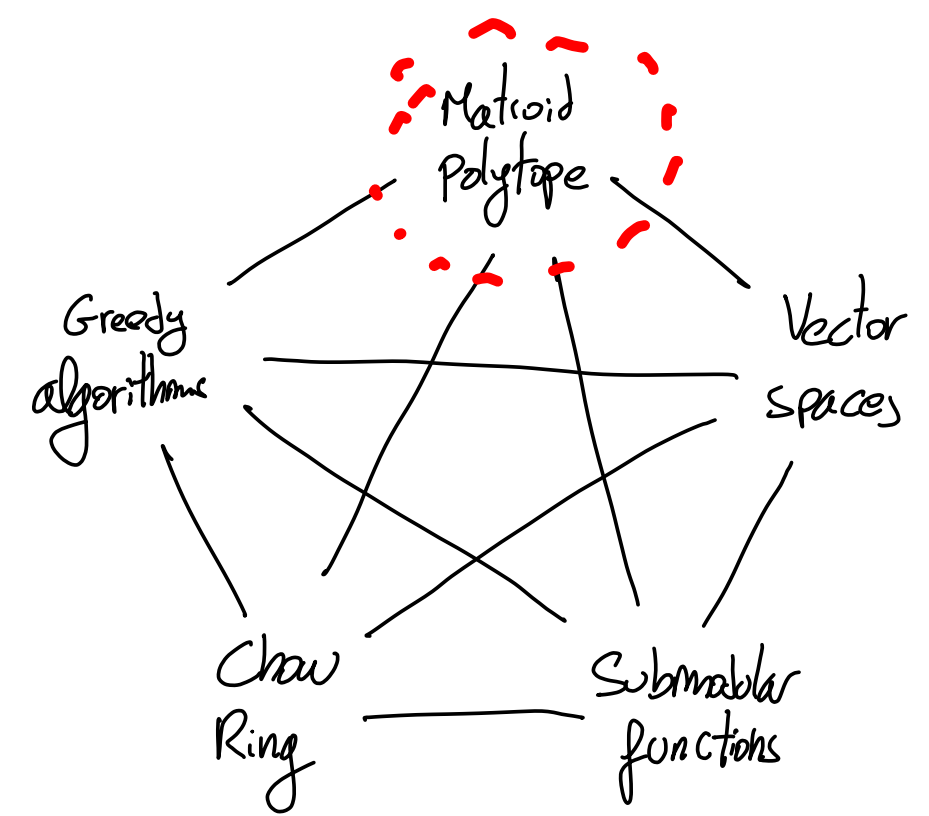 Matroid
Polytope
Greedy
algorithms
Vector
spaces
Chow
Ring
Submodular
functions